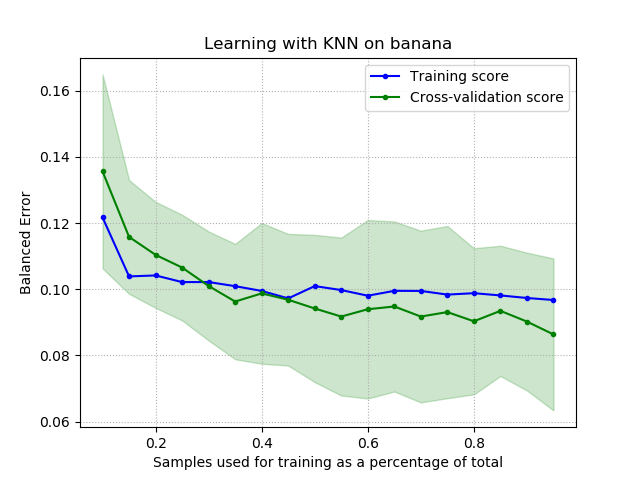 Learning with KNN on banana
Training score
Cross-validation score
Balanced Error
0.16
0.14
0.12
0.10
0.08
0.06
0.2 0.4 0.6 0.8
Samples used for training as a percentage of total